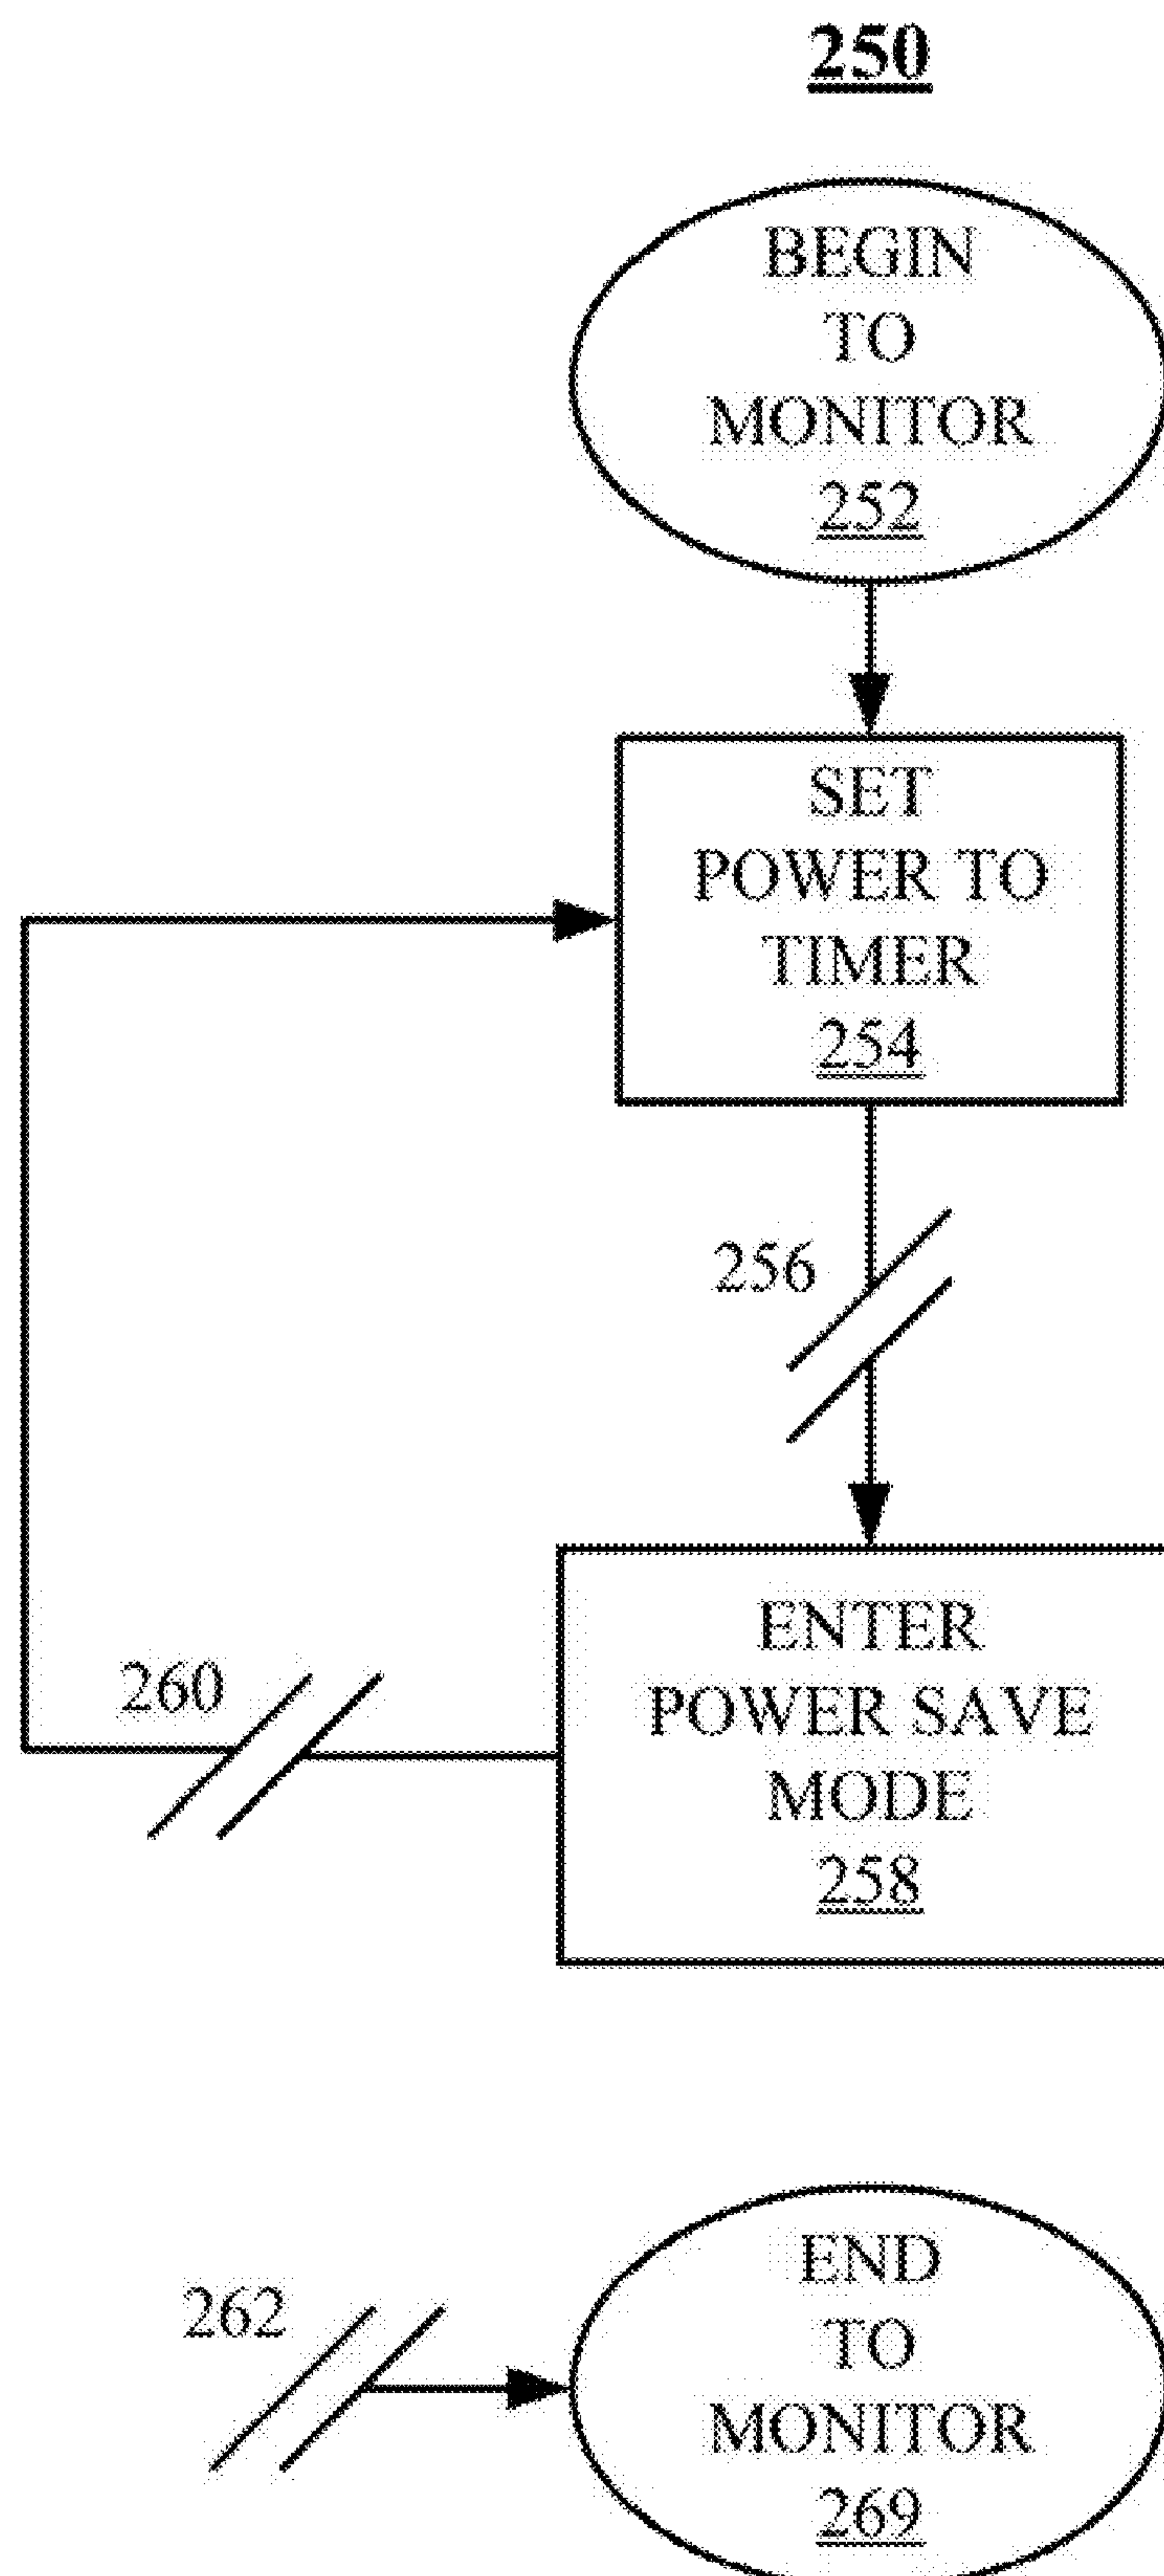 250
BEGIN
TO
MONITOR
252
SET
POWER TO
TIMER
254
256
ENTER
POWER SAVE
MODE
258
260
END
TO
MONITOR
269
262